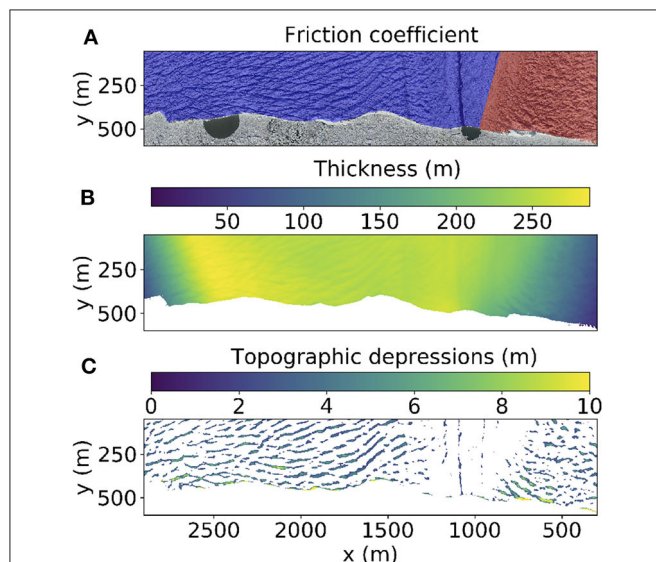 A
Friction coefficient
y (m)
250
500
Thickness (m)
B
50 100 150 200 250
y (m)
250
500
C
Topographic depressions (m)
0 2 4 6 8 10
y (m)
250
500
2500 2000 1500 1000 500
x (m)